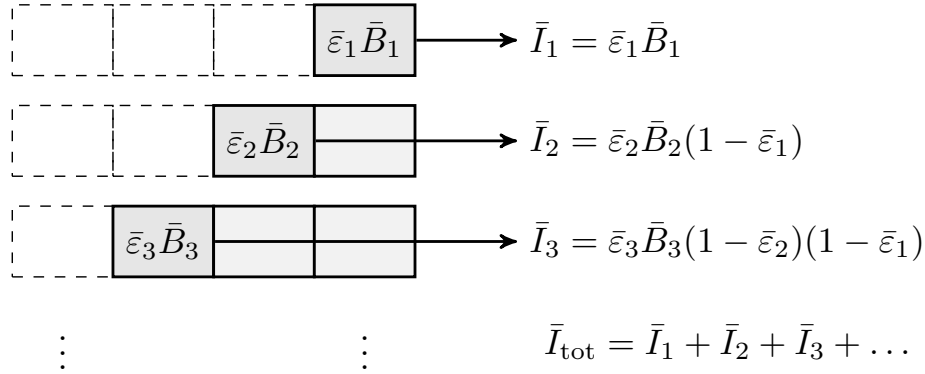 ε̄₁B̄₁ Ī₁ = ε̄₁B̄₁
ε̄₂B̄₂ Ī₂ = ε̄₂B̄₂(1 − ε̄₁)
ε̄₃B̄₃ Ī₃ = ε̄₃B̄₃(1 − ε̄₂)(1 − ε̄₁)
⋮ ⋮ Ī_tot = Ī₁ + Ī₂ + Ī₃ + …